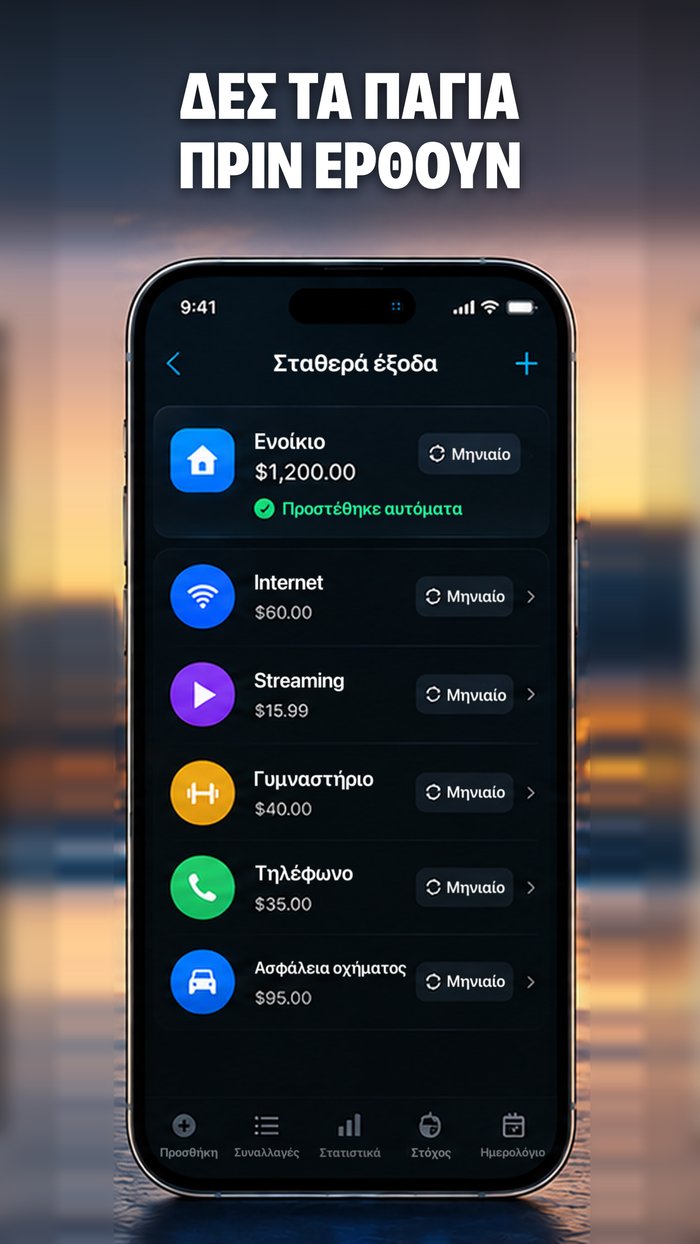 ΔΕΣ ΤΑ ΠΑΓΙΑ
ΠΡΙΝ ΕΡΘΟΥΝ
9:41
Σταθερά έξοδα
Ενοίκιο
$1,200.00
Μηνιαίο
Προστέθηκε αυτόματα
Internet
$60.00
Μηνιαίο
Streaming
$15.99
Μηνιαίο
Γυμναστήριο
$40.00
Μηνιαίο
Τηλέφωνο
$35.00
Μηνιαίο
Ασφάλεια οχήματος
$95.00
Μηνιαίο
Προσθήκη
Συναλλαγές
Στατιστικά
Στόχος
Ημερολόγιο